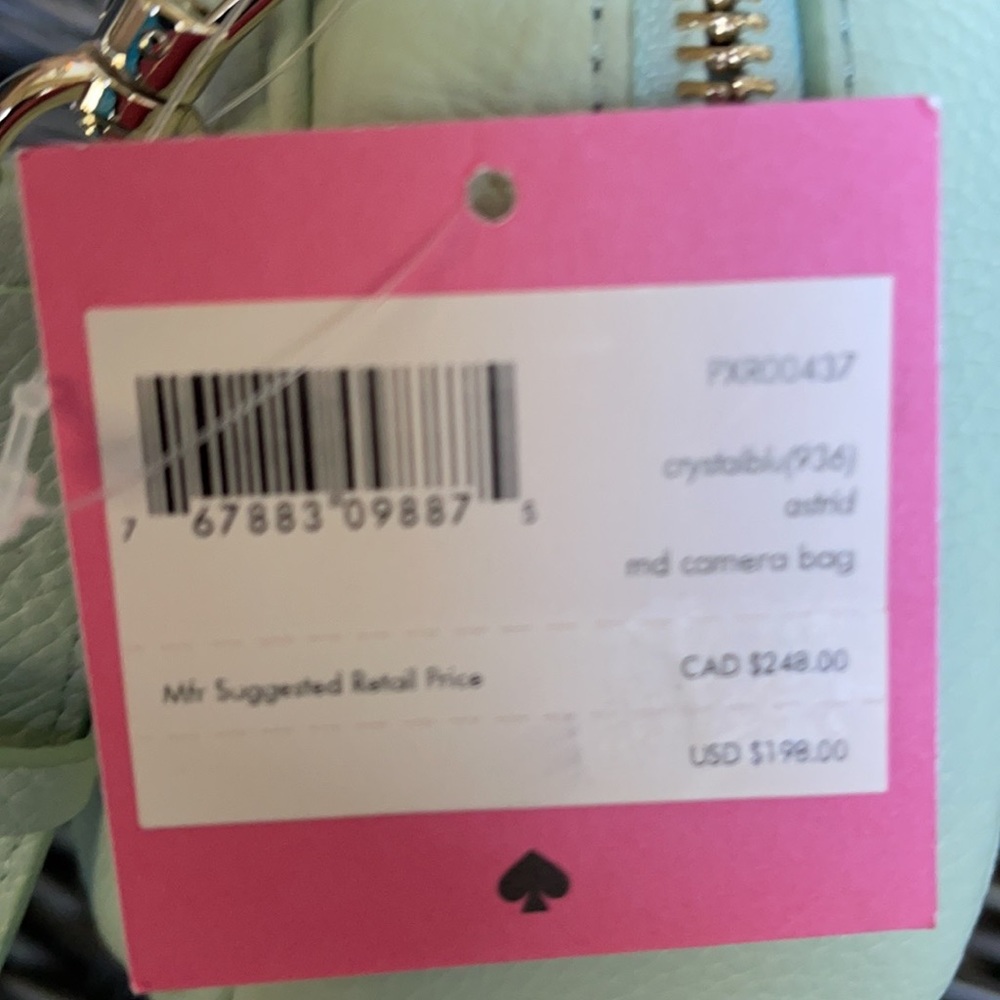 PXR00437
crystalblu(936)
astrid
md camera bag
7 67883 09887 5
Mfr Suggested Retail Price
CAD $248.00
USD $198.00